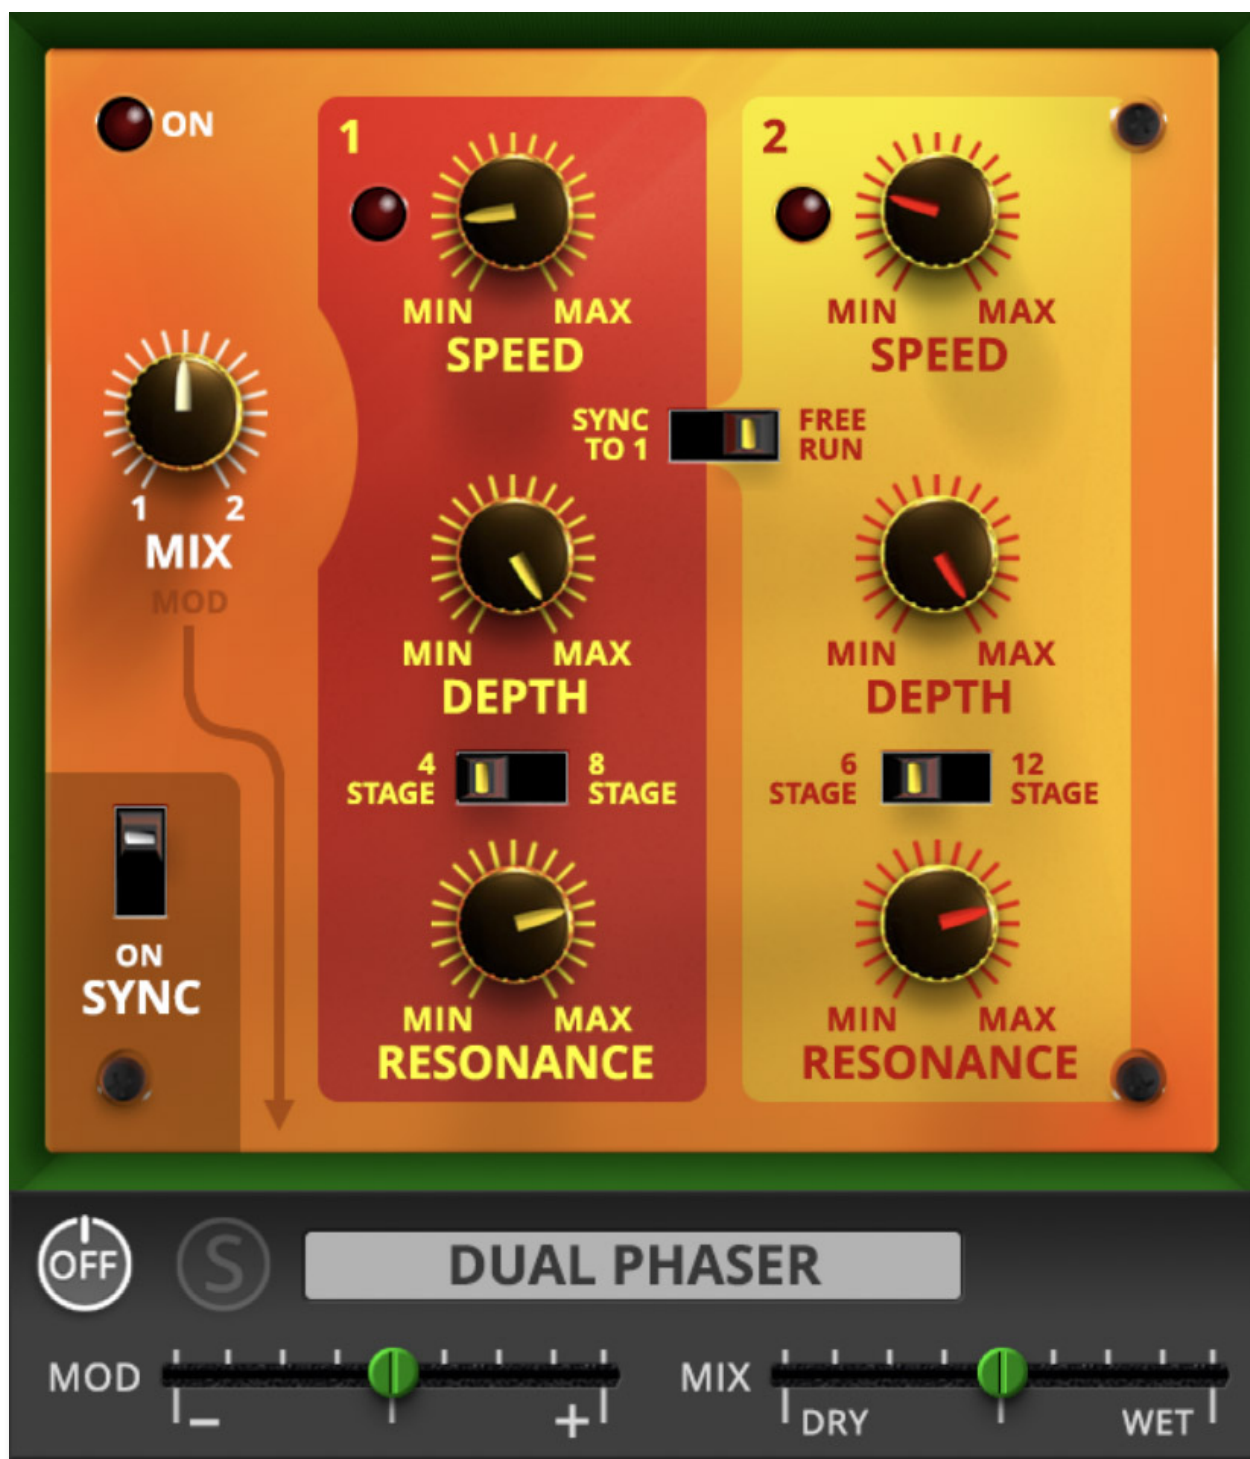 ON
1
2
MIN MAX
SPEED
MIN MAX
SPEED
1 2
MIX
MOD
SYNC
TO 1
FREE
RUN
MIN MAX
DEPTH
MIN MAX
DEPTH
4
STAGE
8
STAGE
6
STAGE
12
STAGE
ON
SYNC
MIN MAX
RESONANCE
MIN MAX
RESONANCE
OFF
S
DUAL PHASER
MOD
− +
MIX
DRY WET